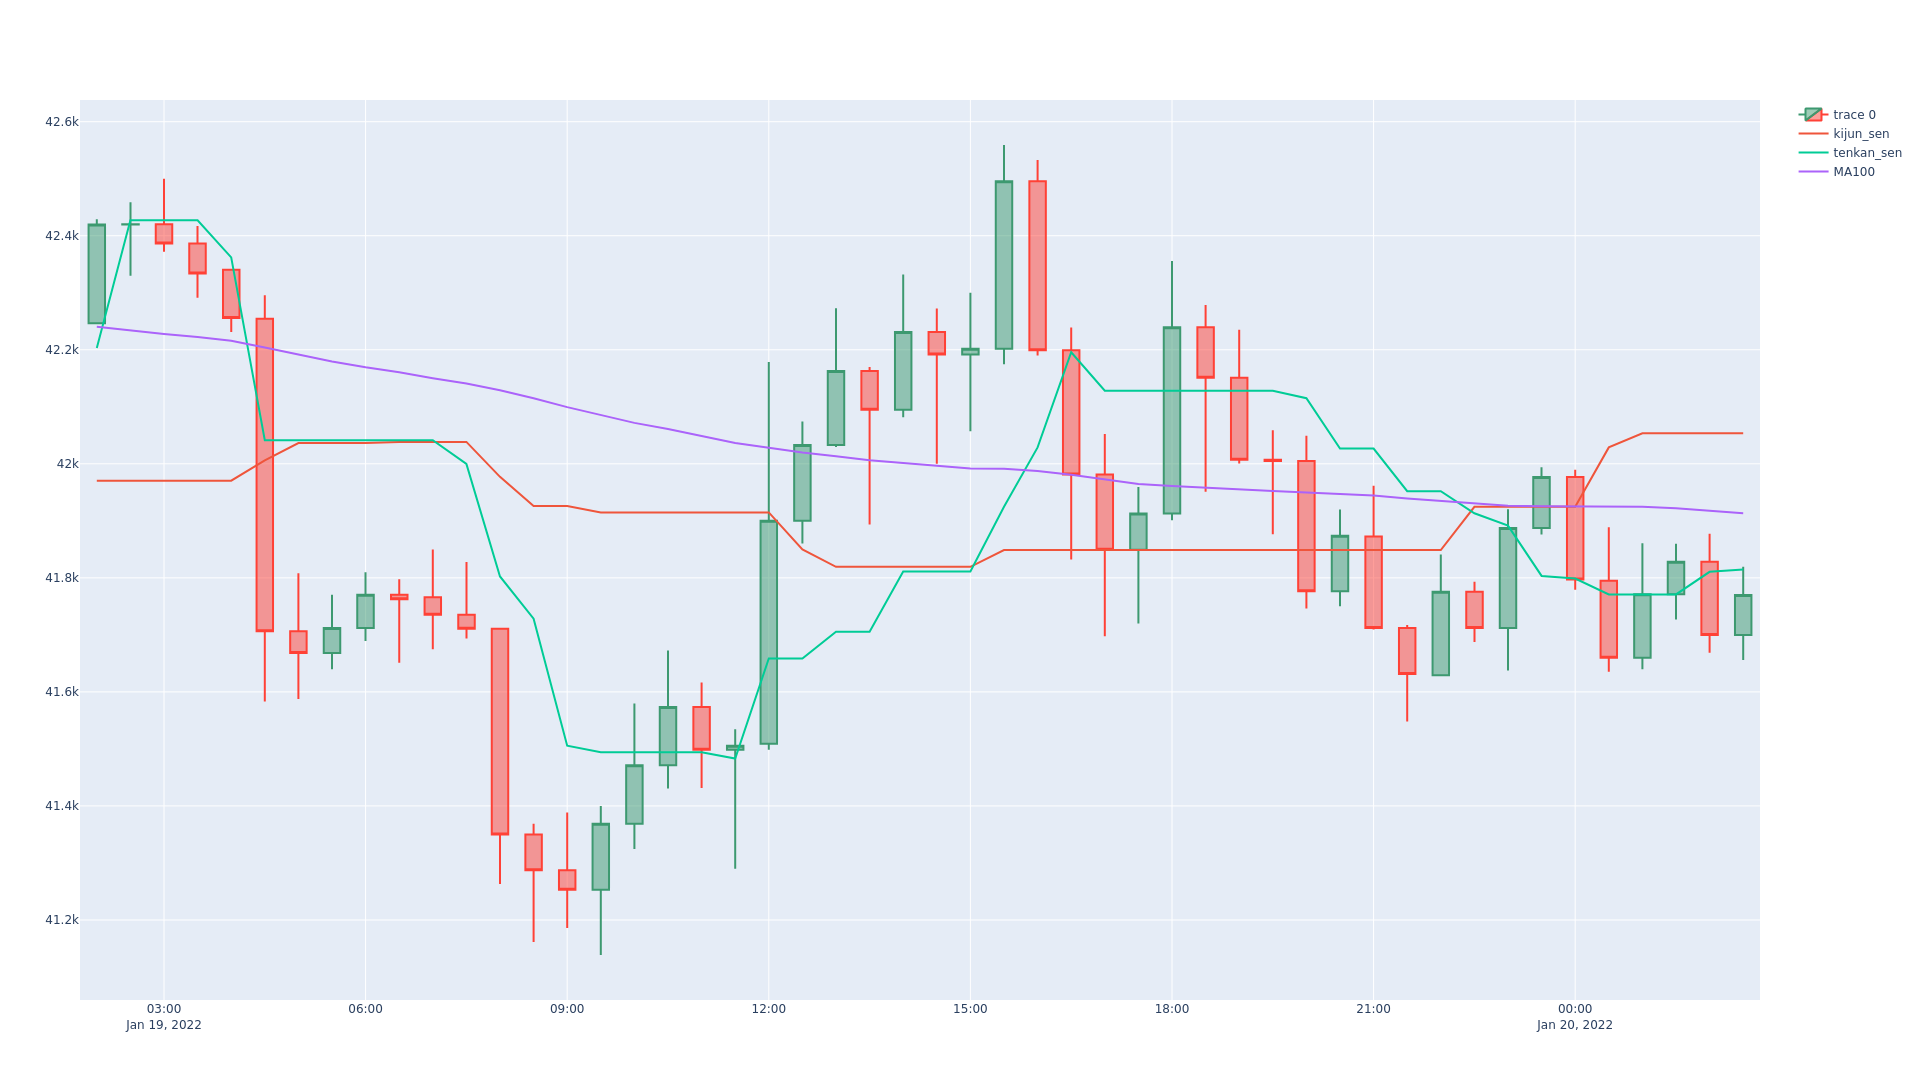 42.6k
42.4k
42.2k
42k
41.8k
41.6k
41.4k
41.2k
03:00
Jan 19, 2022
06:00
09:00
12:00
15:00
18:00
21:00
00:00
Jan 20, 2022
trace 0
kijun_sen
tenkan_sen
MA100